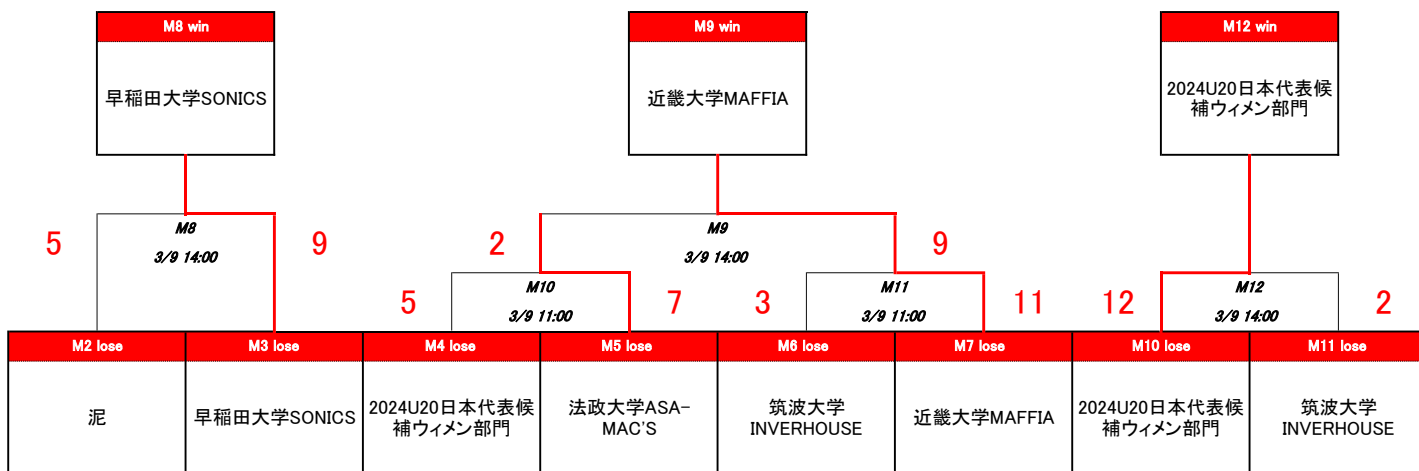 M8 win
M9 win
M12 win
早稲田大学SONICS
近畿大学MAFFIA
2024U20日本代表候
補ウィメン部門
5
M8
3/9 14:00
9
2
M9
3/9 14:00
9
5
M10
3/9 11:00
7
3
M11
3/9 11:00
11
12
M12
3/9 14:00
2
M2 lose
M3 lose
M4 lose
M5 lose
M6 lose
M7 lose
M10 lose
M11 lose
泥
早稲田大学SONICS
2024U20日本代表候
補ウィメン部門
法政大学ASA-
MAC'S
筑波大学
INVERHOUSE
近畿大学MAFFIA
2024U20日本代表候
補ウィメン部門
筑波大学
INVERHOUSE